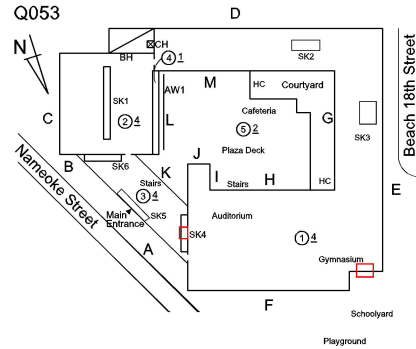 Q053
D
N
CH
④ 1
BH
SK2
M
HC
Courtyard
AW1
SK1
② 4
C
L
Cafeteria
G
SK3
⑤ 2
Plaza Deck
Beach 18th Street
B
SK6
K
J
Nameoke Street
Stairs
③ 4
I
Stairs
H
HC
E
Main
Entrance
SK5
Auditorium
SK4
① 4
A
Gymnasium
F
Schoolyard
Playground